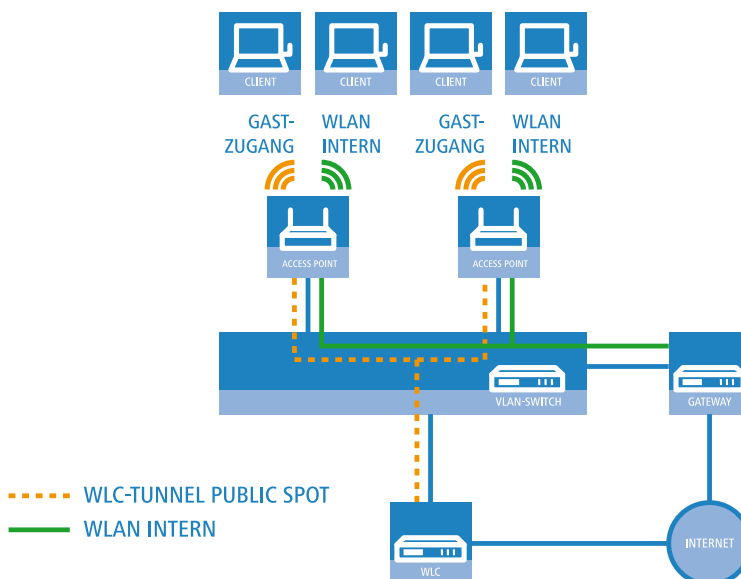 CLIENT
CLIENT
CLIENT
CLIENT
GAST-
ZUGANG
WLAN
INTERN
GAST-
ZUGANG
WLAN
INTERN
ACCESS POINT
ACCESS POINT
VLAN-SWITCH
GATEWAY
WLC-TUNNEL PUBLIC SPOT
WLAN INTERN
WLC
INTERNET